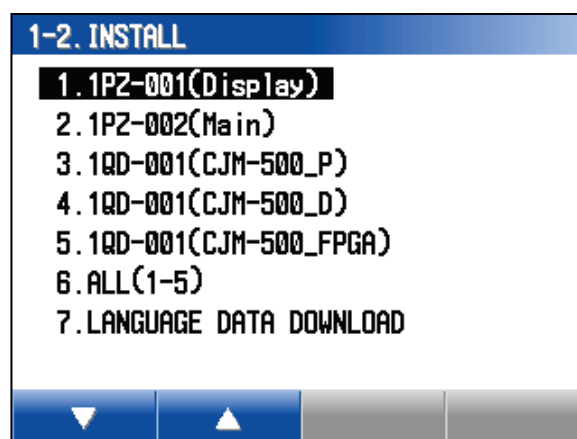 1-2.INSTALL
1.1PZ-001(Display)
2.1PZ-002(Main)
3.1QD-001(CJM-500_P)
4.1QD-001(CJM-500_D)
5.1QD-001(CJM-500_FPGA)
6.ALL(1-5)
7.LANGUAGE DATA DOWNLOAD